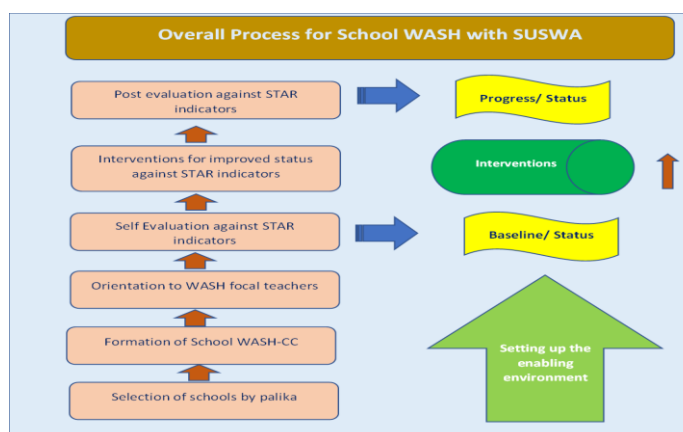 Overall Process for School WASH with SUSWA
Post evaluation against STAR
indicators
Progress/ Status
Interventions for improved status
against STAR indicators
Interventions
Self Evaluation against STAR
indicators
Baseline/ Status
Orientation to WASH focal teachers
Formation of School WASH-CC
Selection of schools by palika
Setting up the
enabling
environment